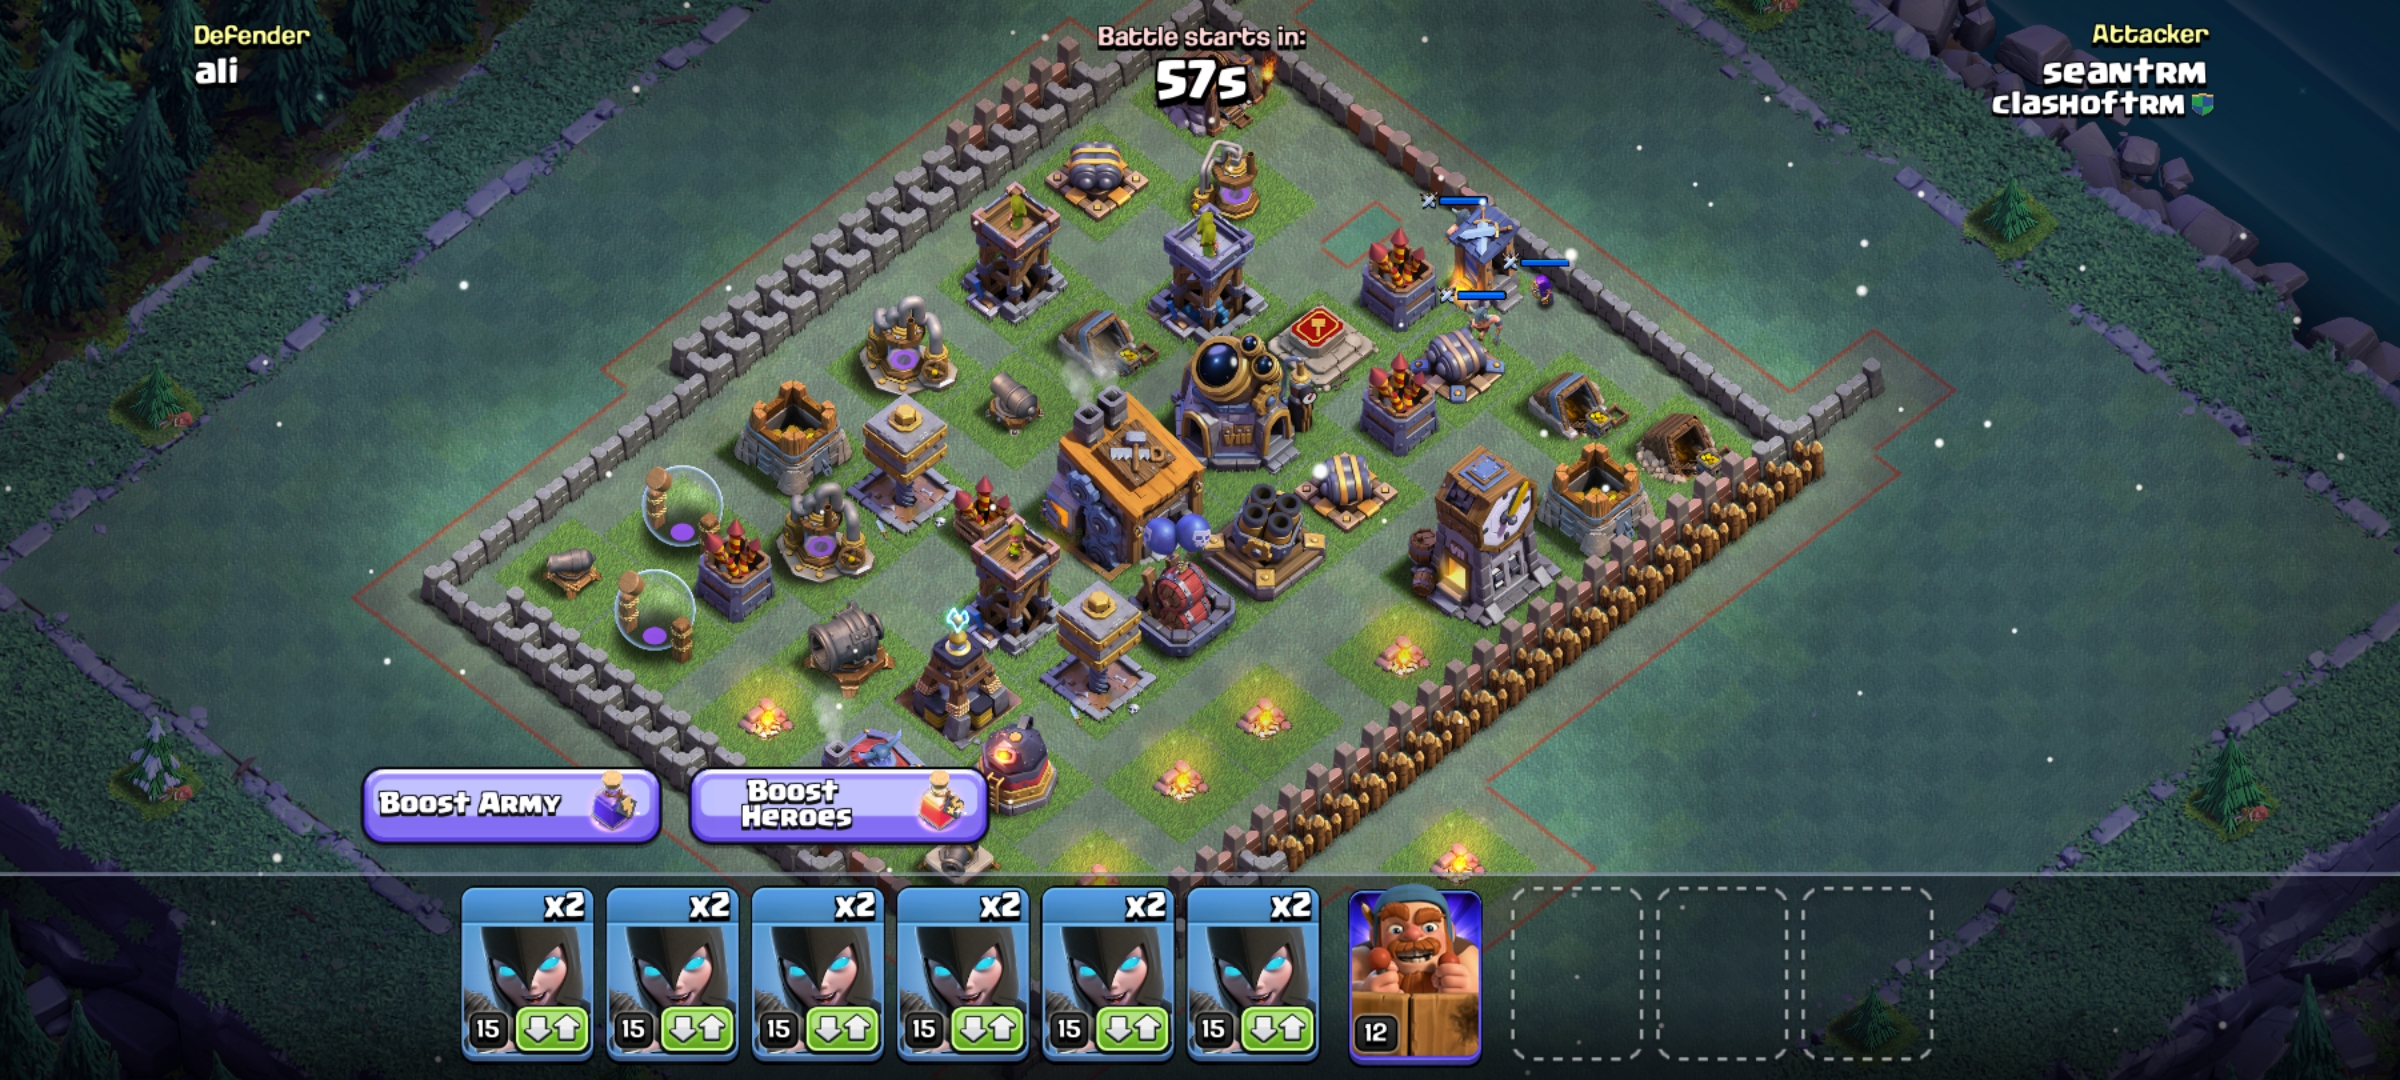 Defender
ali
Battle starts in:
57s
Attacker
seantRM
clashoftRM
VIII
Boost Army
Boost
Heroes
x2
x2
x2
x2
x2
x2
15
15
15
15
15
15
12